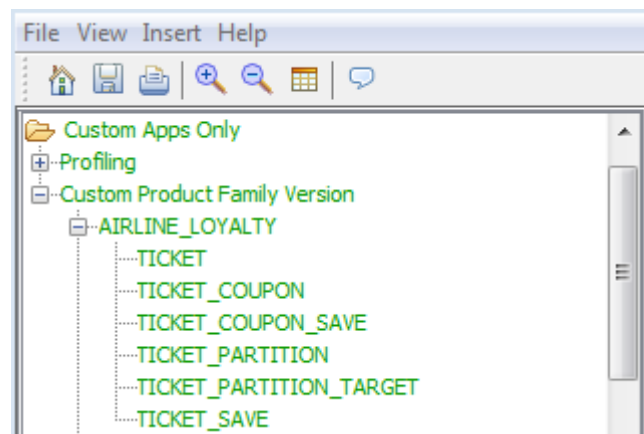 File View Insert Help
Custom Apps Only
Profiling
Custom Product Family Version
AIRLINE_LOYALTY
TICKET
TICKET_COUPON
TICKET_COUPON_SAVE
TICKET_PARTITION
TICKET_PARTITION_TARGET
TICKET_SAVE